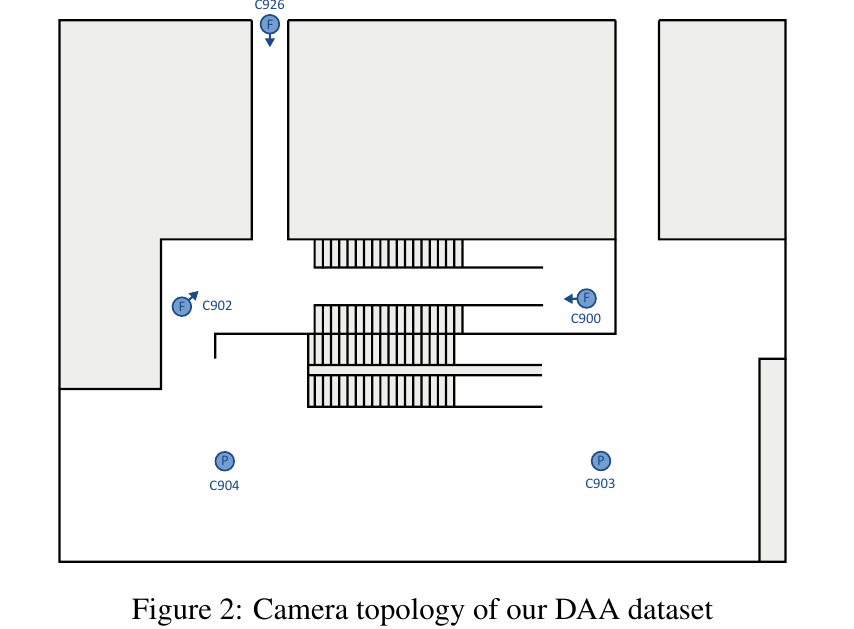 C926
F
F
C902
F
C900
P
C904
P
C903
Figure 2: Camera topology of our DAA dataset